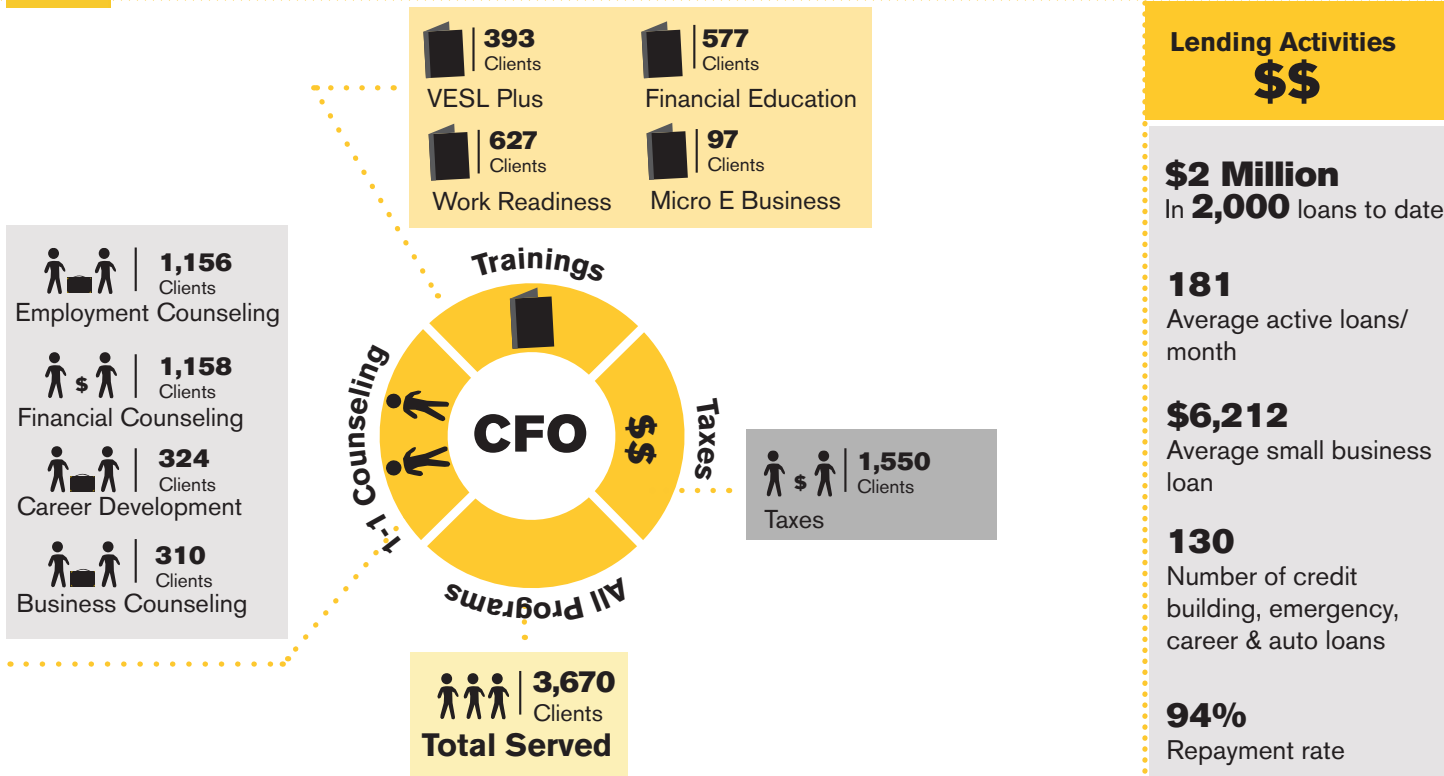 393
Clients
VESL Plus
577
Clients
Financial Education
627
Clients
Work Readiness
97
Clients
Micro E Business
1,156
Clients
Employment Counseling
$
1,158
Clients
Financial Counseling
324
Clients
Career Development
310
Clients
Business Counseling
Trainings
1-1 Counseling
CFO
$$
Taxes
All Programs
$
1,550
Clients
Taxes
3,670
Clients
Total Served
Lending Activities
$$
$2 Million
In 2,000 loans to date
181
Average active loans/
month
$6,212
Average small business
loan
130
Number of credit
building, emergency,
career & auto loans
94%
Repayment rate